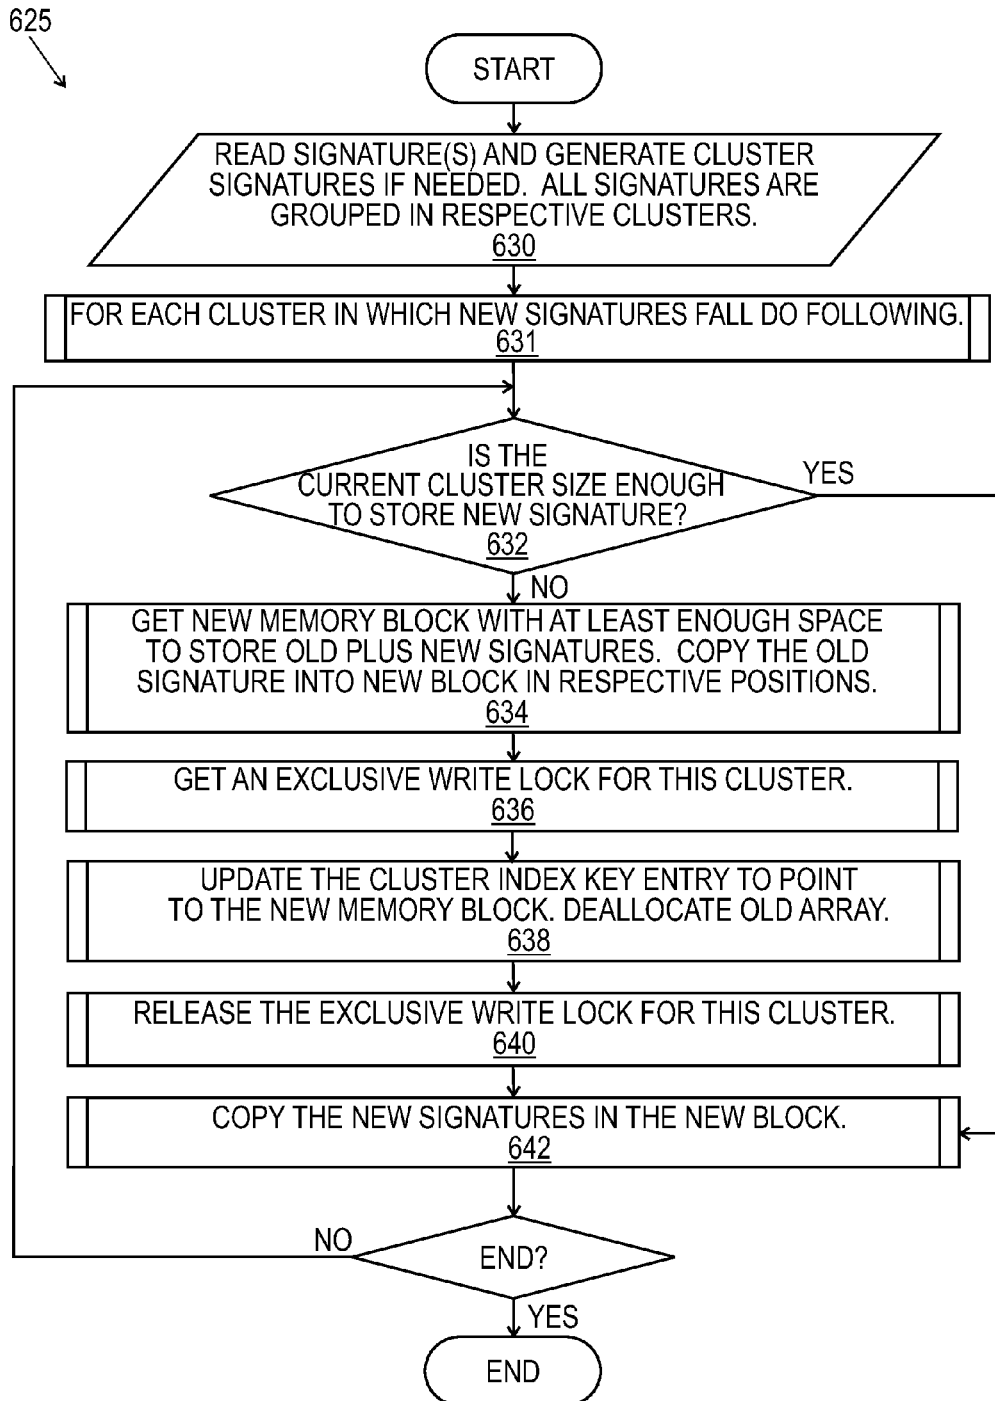 625
START
READ SIGNATURE(S) AND GENERATE CLUSTER
SIGNATURES IF NEEDED. ALL SIGNATURES ARE
GROUPED IN RESPECTIVE CLUSTERS.
630
FOR EACH CLUSTER IN WHICH NEW SIGNATURES FALL DO FOLLOWING.
631
IS THE
CURRENT CLUSTER SIZE ENOUGH
TO STORE NEW SIGNATURE?
632
YES
NO
GET NEW MEMORY BLOCK WITH AT LEAST ENOUGH SPACE
TO STORE OLD PLUS NEW SIGNATURES. COPY THE OLD
SIGNATURE INTO NEW BLOCK IN RESPECTIVE POSITIONS.
634
GET AN EXCLUSIVE WRITE LOCK FOR THIS CLUSTER.
636
UPDATE THE CLUSTER INDEX KEY ENTRY TO POINT
TO THE NEW MEMORY BLOCK. DEALLOCATE OLD ARRAY.
638
RELEASE THE EXCLUSIVE WRITE LOCK FOR THIS CLUSTER.
640
COPY THE NEW SIGNATURES IN THE NEW BLOCK.
642
NO
END?
YES
END